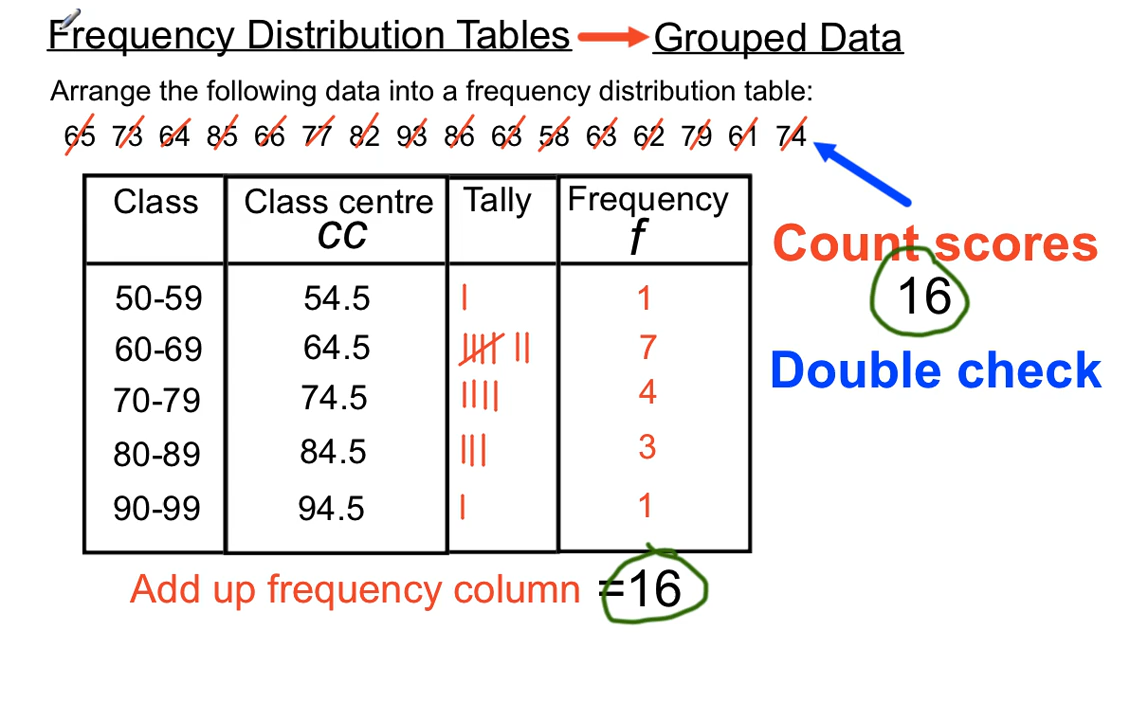 Frequency Distribution Tables → Grouped Data
Arrange the following data into a frequency distribution table:
65 73 64 85 66 77 82 93 86 63 58 63 62 79 61 74
Class Class centre Tally Frequency
cc f
Count scores
16
50-59 54.5 | 1
60-69 64.5 |||| || 7
Double check
70-79 74.5 |||| 4
80-89 84.5 ||| 3
90-99 94.5 | 1
Add up frequency column =16